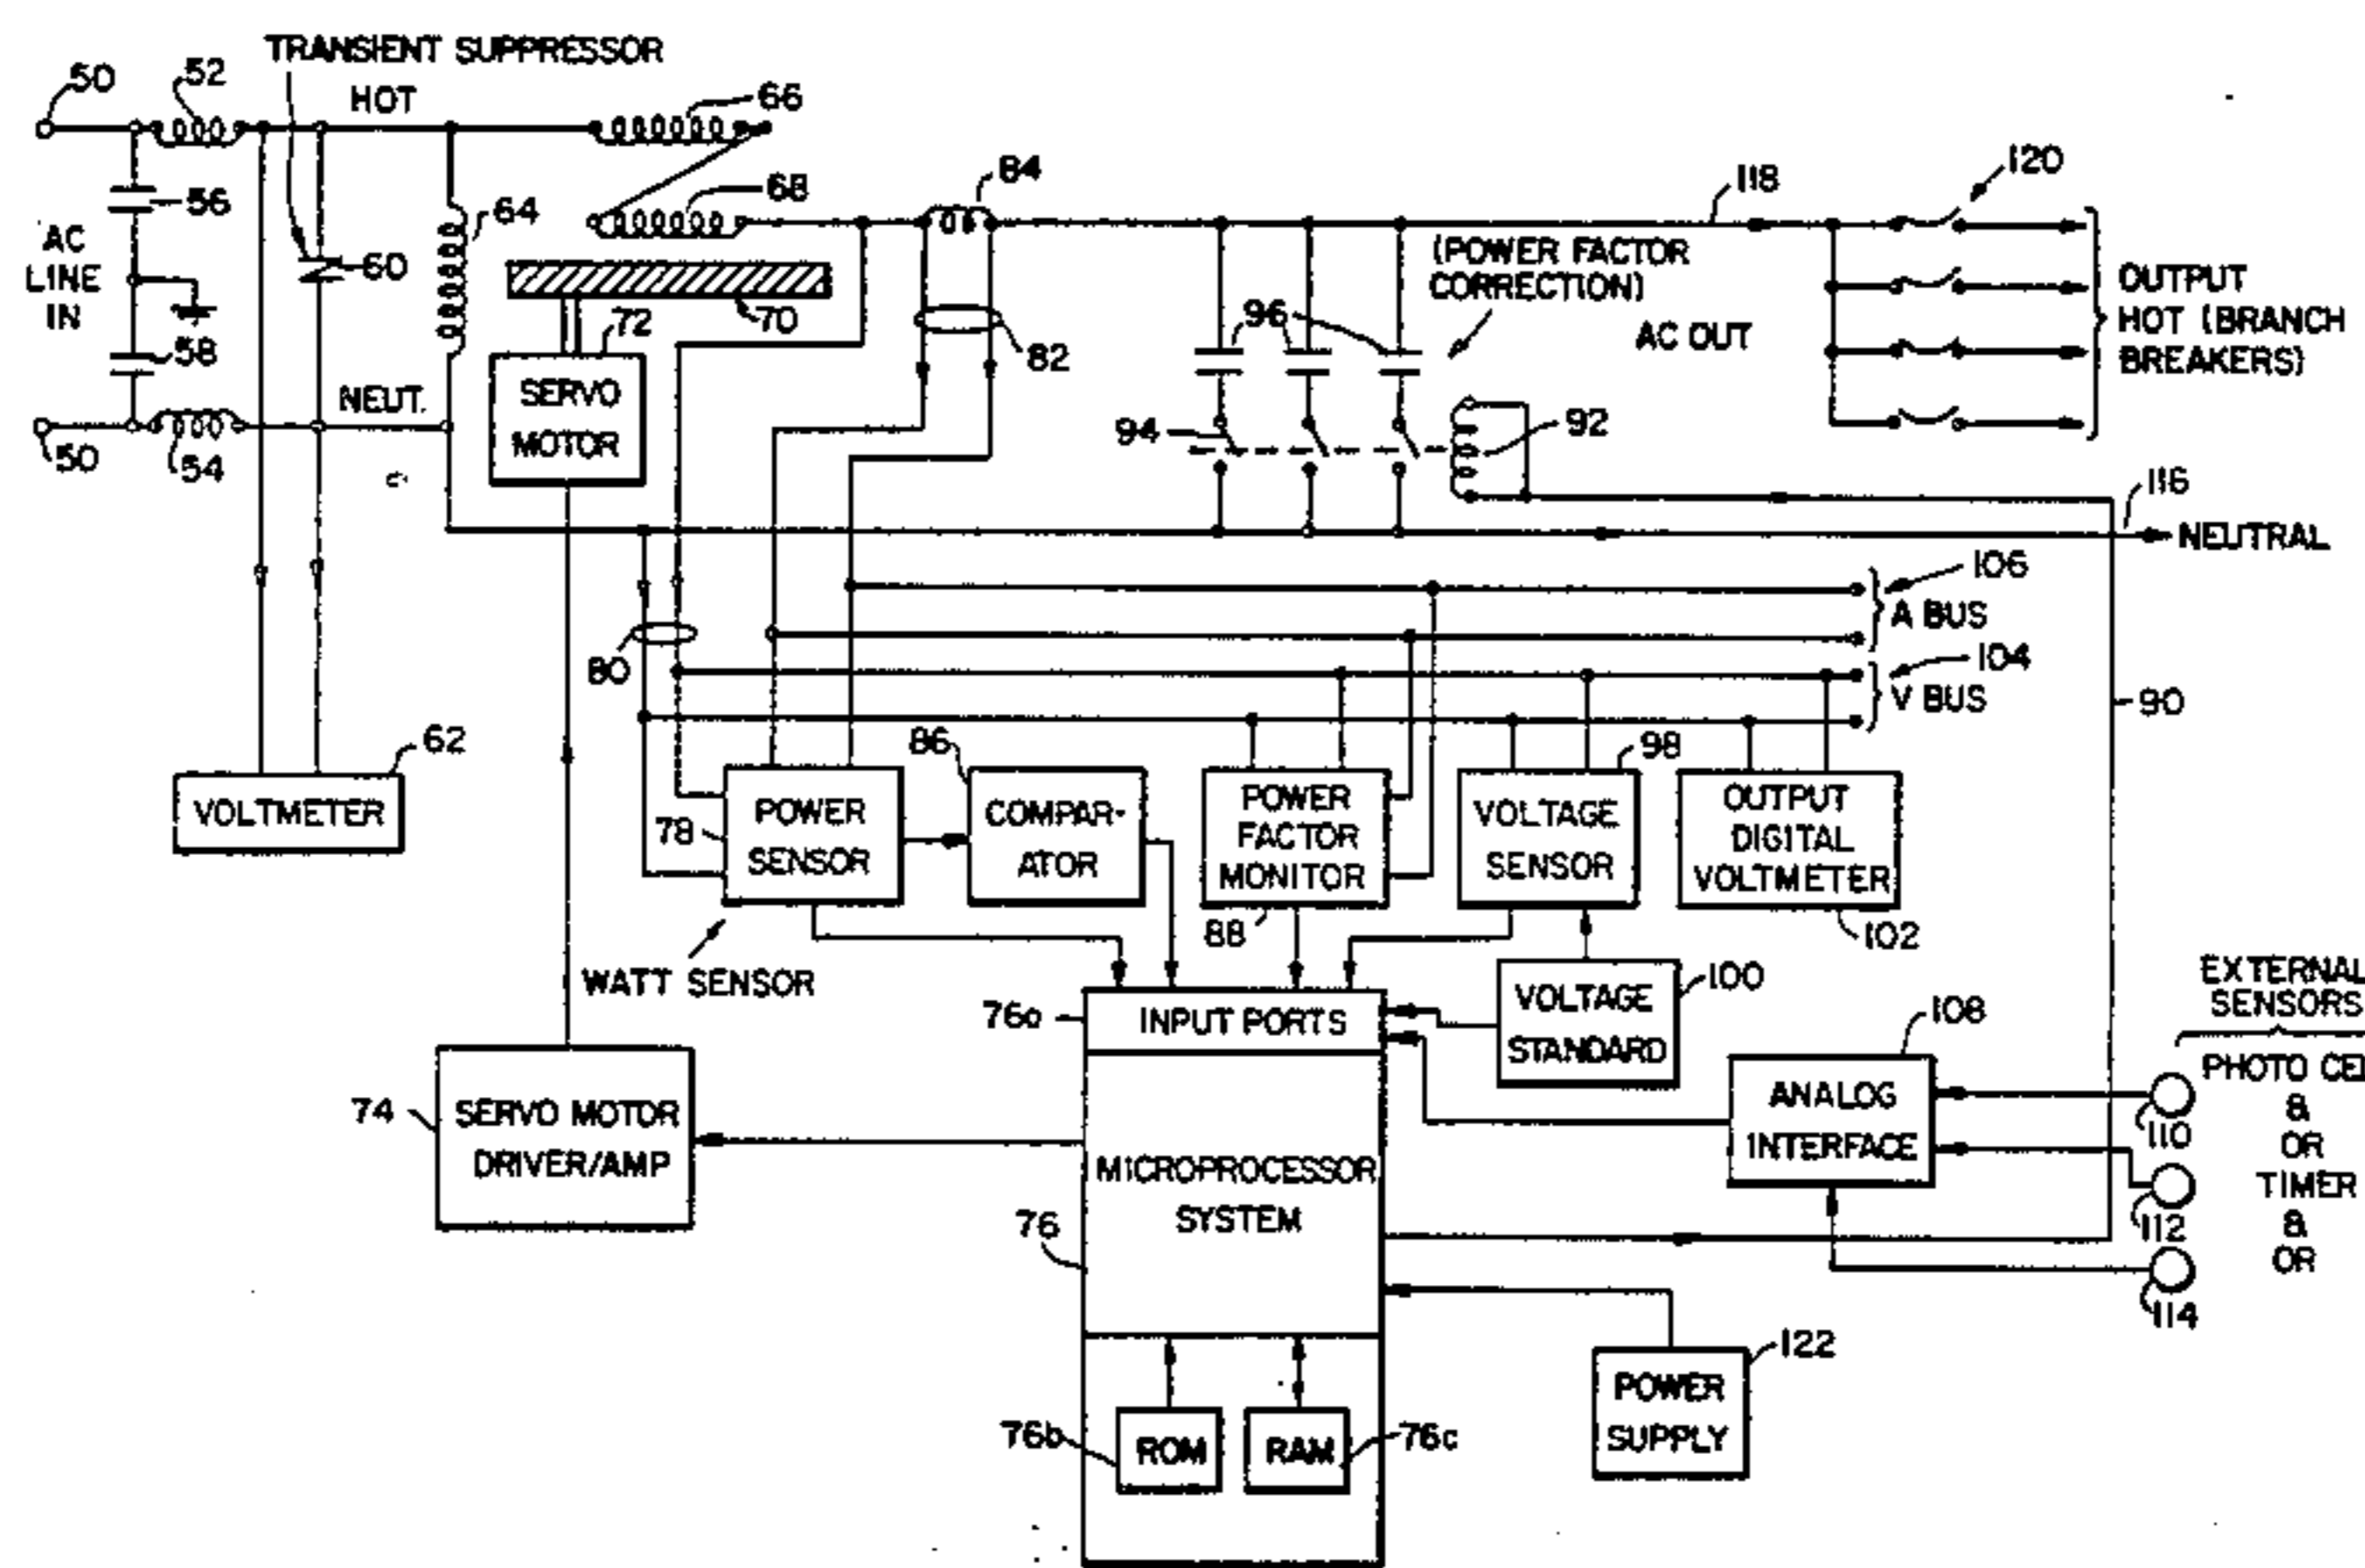 TRANSIENT SUPPRESSOR
50
52
HOT
66
56
AC
LINE
IN
64
68
84
118
120
60
(POWER FACTOR
CORRECTION)
OUTPUT
HOT (BRANCH
BREAKERS)
58
72
70
82
96
AC OUT
NEUT.
SERVO
MOTOR
94
92
50
54
116
NEUTRAL
106
A BUS
80
104
V BUS
90
62
86
98
VOLTMETER
78
POWER
SENSOR
COMPAR-
ATOR
POWER
FACTOR
MONITOR
VOLTAGE
SENSOR
OUTPUT
DIGITAL
VOLTMETER
88
102
WATT SENSOR
100
EXTERNAL
SENSORS
76a
INPUT PORTS
VOLTAGE
STANDARD
108
PHOTO CE
74
SERVO MOTOR
DRIVER/AMP
ANALOG
INTERFACE
110
&
OR
TIMER
&
OR
MICROPROCESSOR
SYSTEM
76
112
114
122
POWER
SUPPLY
76b
ROM
RAM
76c